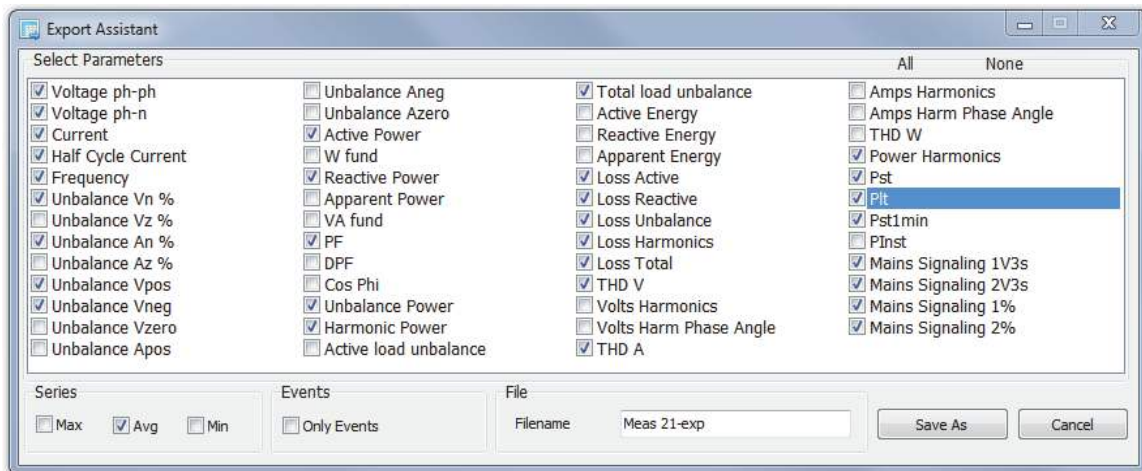 Export Assistant
Select Parameters
All None
Voltage ph-ph
Voltage ph-n
Current
Half Cycle Current
Frequency
Unbalance Vn %
Unbalance Vz %
Unbalance An %
Unbalance Az %
Unbalance Vpos
Unbalance Vneg
Unbalance Vzero
Unbalance Apos
Unbalance Aneg
Unbalance Azero
Active Power
W fund
Reactive Power
Apparent Power
VA fund
PF
DPF
Cos Phi
Unbalance Power
Harmonic Power
Active load unbalance
Total load unbalance
Active Energy
Reactive Energy
Apparent Energy
Loss Active
Loss Reactive
Loss Unbalance
Loss Harmonics
Loss Total
THD V
Volts Harmonics
Volts Harm Phase Angle
THD A
Amps Harmonics
Amps Harm Phase Angle
THD W
Power Harmonics
Pst
Plt
Pst1min
PInst
Mains Signaling 1V3s
Mains Signaling 2V3s
Mains Signaling 1%
Mains Signaling 2%
Series
Max Avg Min
Events
Only Events
File
Filename Meas 21-exp
Save As Cancel